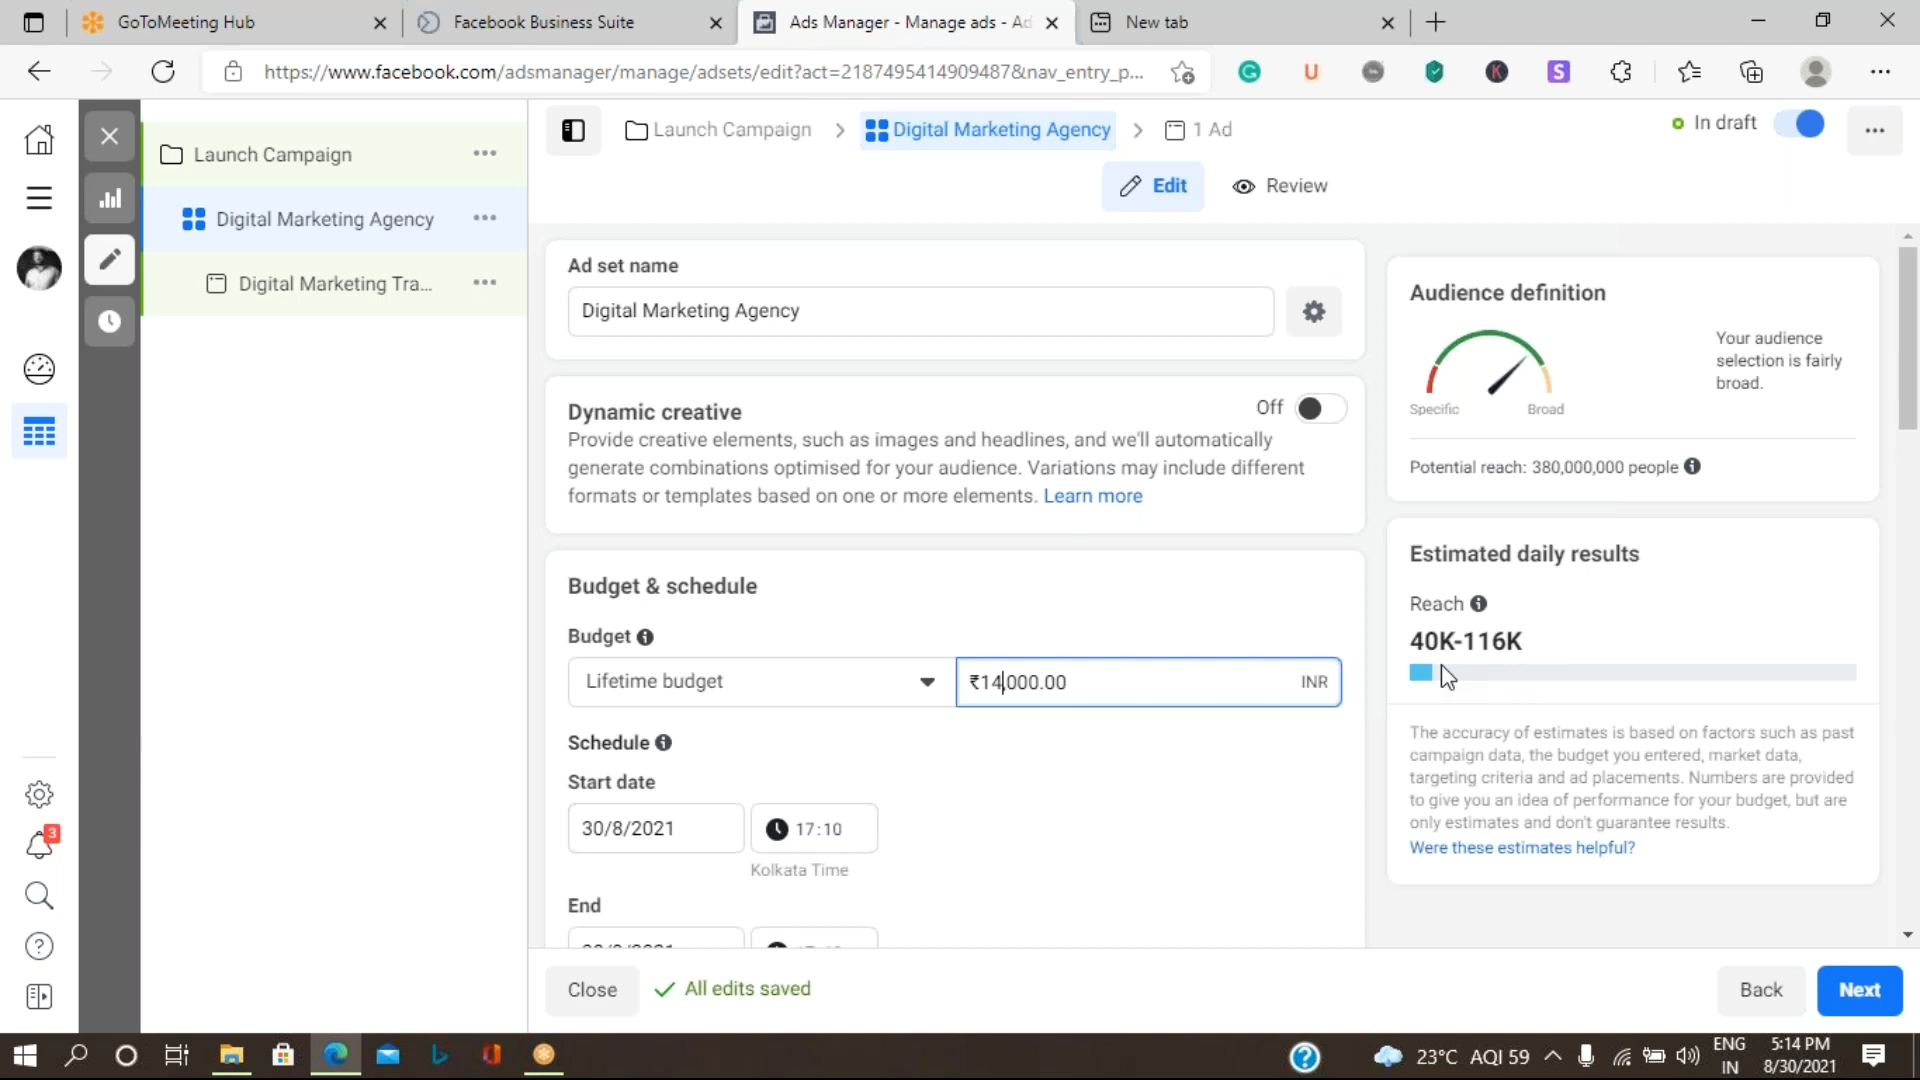 GoToMeeting Hub
Facebook Business Suite
Ads Manager - Manage ads - Ad
New tab
https://www.facebook.com/adsmanager/manage/adsets/edit?act=2187495414909487&nav_entry_p...
Launch Campaign
Digital Marketing Agency
Digital Marketing Tra...
Launch Campaign
Digital Marketing Agency
1 Ad
In draft
Edit
Review
Ad set name
Digital Marketing Agency
Dynamic creative
Off
Provide creative elements, such as images and headlines, and we'll automatically
generate combinations optimised for your audience. Variations may include different
formats or templates based on one or more elements. Learn more
Budget & schedule
Budget
Lifetime budget
₹14,000.00
INR
Schedule
Start date
30/8/2021
17:10
Kolkata Time
End
Audience definition
Specific
Broad
Your audience
selection is fairly
broad.
Potential reach: 380,000,000 people
Estimated daily results
Reach
40K-116K
The accuracy of estimates is based on factors such as past
campaign data, the budget you entered, market data,
targeting criteria and ad placements. Numbers are provided
to give you an idea of performance for your budget, but are
only estimates and don't guarantee results.
Were these estimates helpful?
3
Close
All edits saved
Back
Next
23°C AQI 59
ENG
IN
5:14 PM
8/30/2021